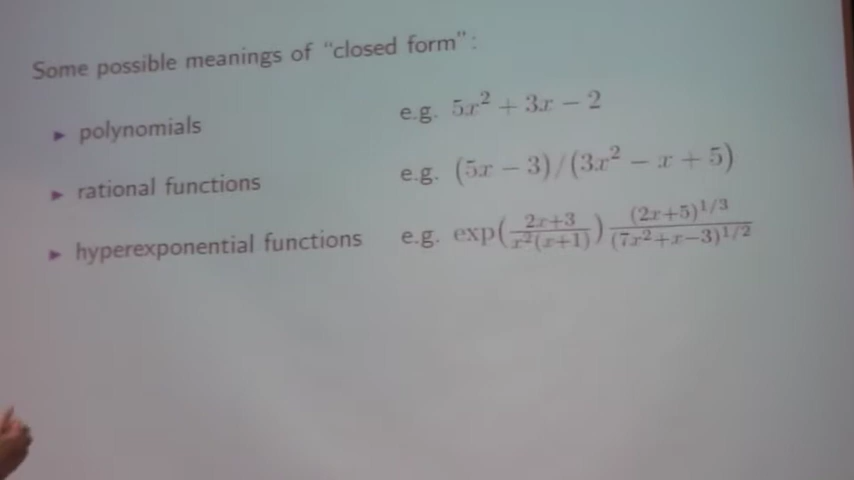 Some possible meanings of “closed form”:
▶ polynomials e.g. 5x² + 3x − 2
▶ rational functions e.g. (5x − 3)/(3x² − x + 5)
▶ hyperexponential functions e.g. exp((2x+3)/(x²(x+1))) (2x+5)^{1/3}/(7x²+x−3)^{1/2}